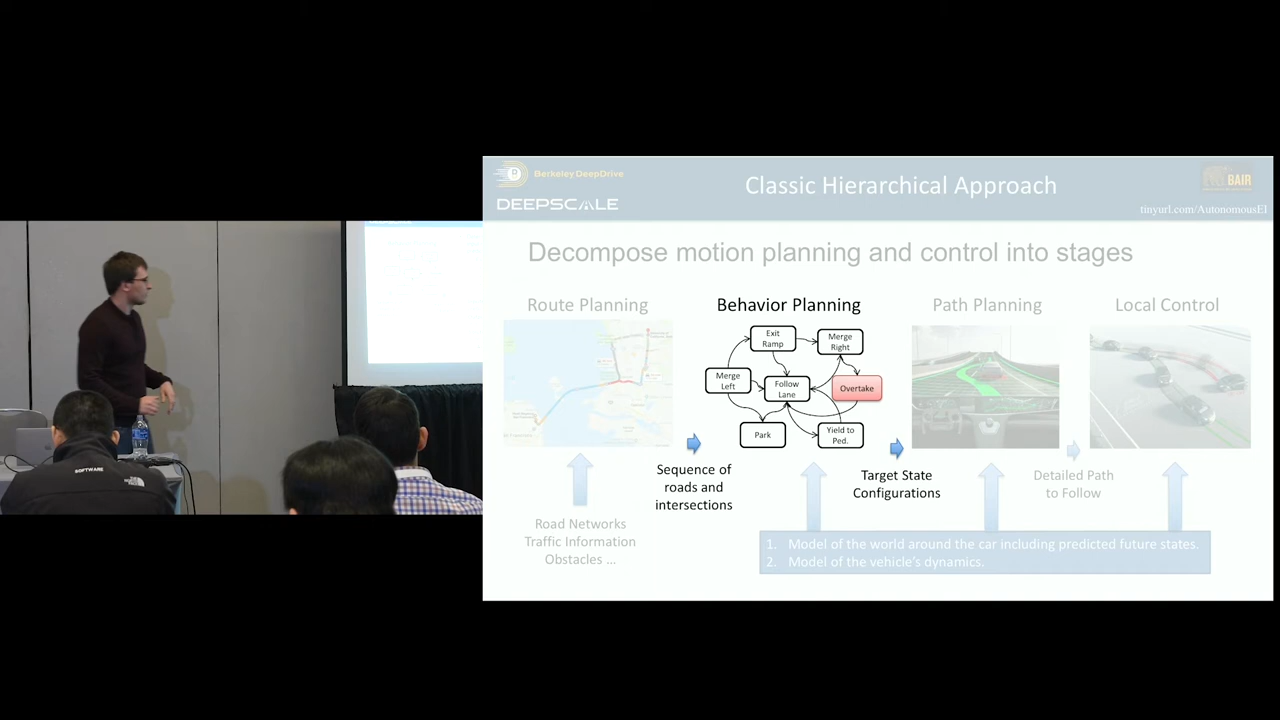 Berkeley DeepDrive
DEEPSCALE
Classic Hierarchical Approach
BAIR
tinyurl.com/AutonomousEI
Decompose motion planning and control into stages
Route Planning
Behavior Planning
Path Planning
Local Control
Exit
Ramp
Merge
Right
Merge
Left
Follow
Lane
Overtake
Park
Yield to
Ped.
Sequence of
roads and
intersections
Target State
Configurations
Detailed Path
to Follow
Road Networks
Traffic Information
Obstacles ...
1. Model of the world around the car including predicted future states.
2. Model of the vehicle's dynamics.
SOFTWARE